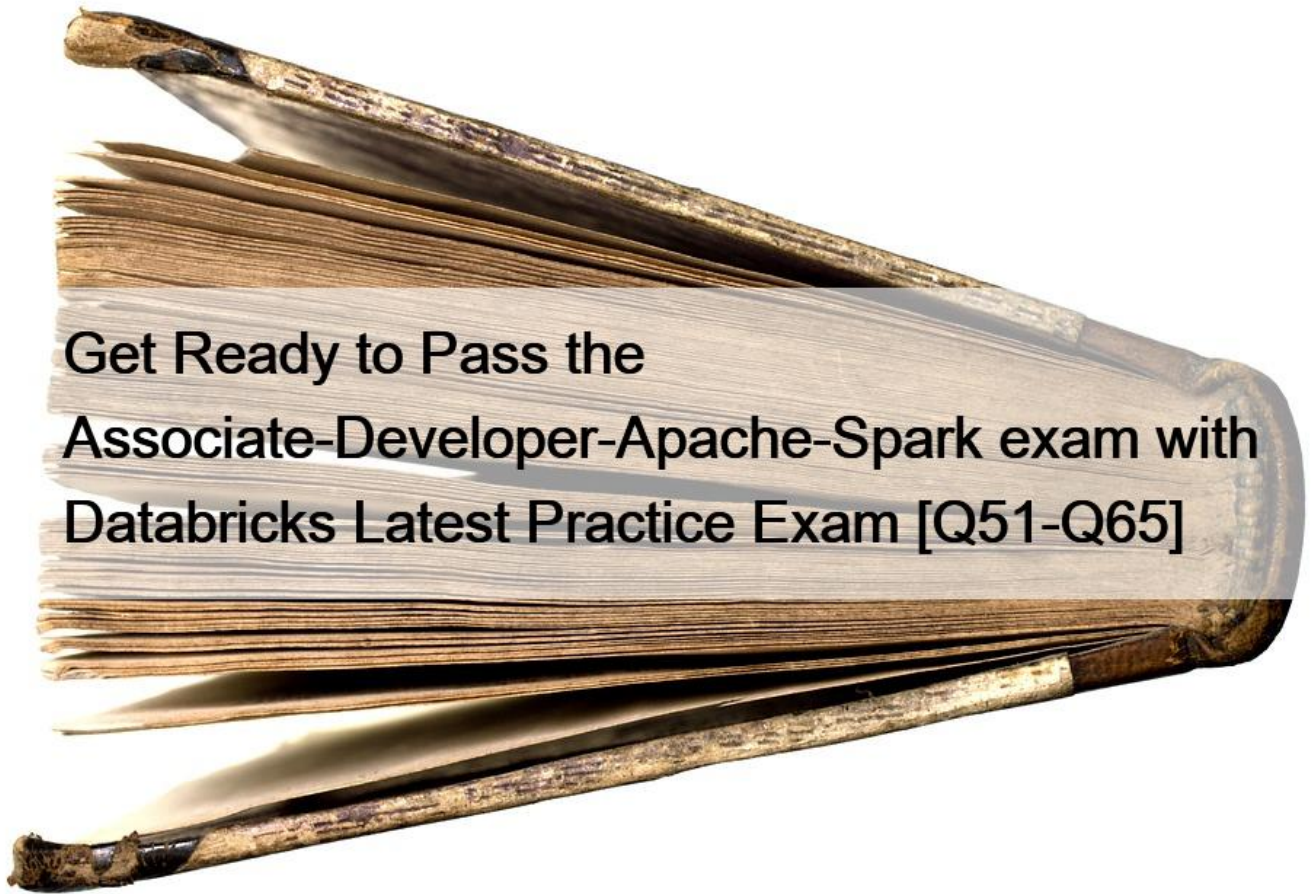 Get Ready to Pass the
Associate-Developer-Apache-Spark exam with
Databricks Latest Practice Exam [Q51-Q65]